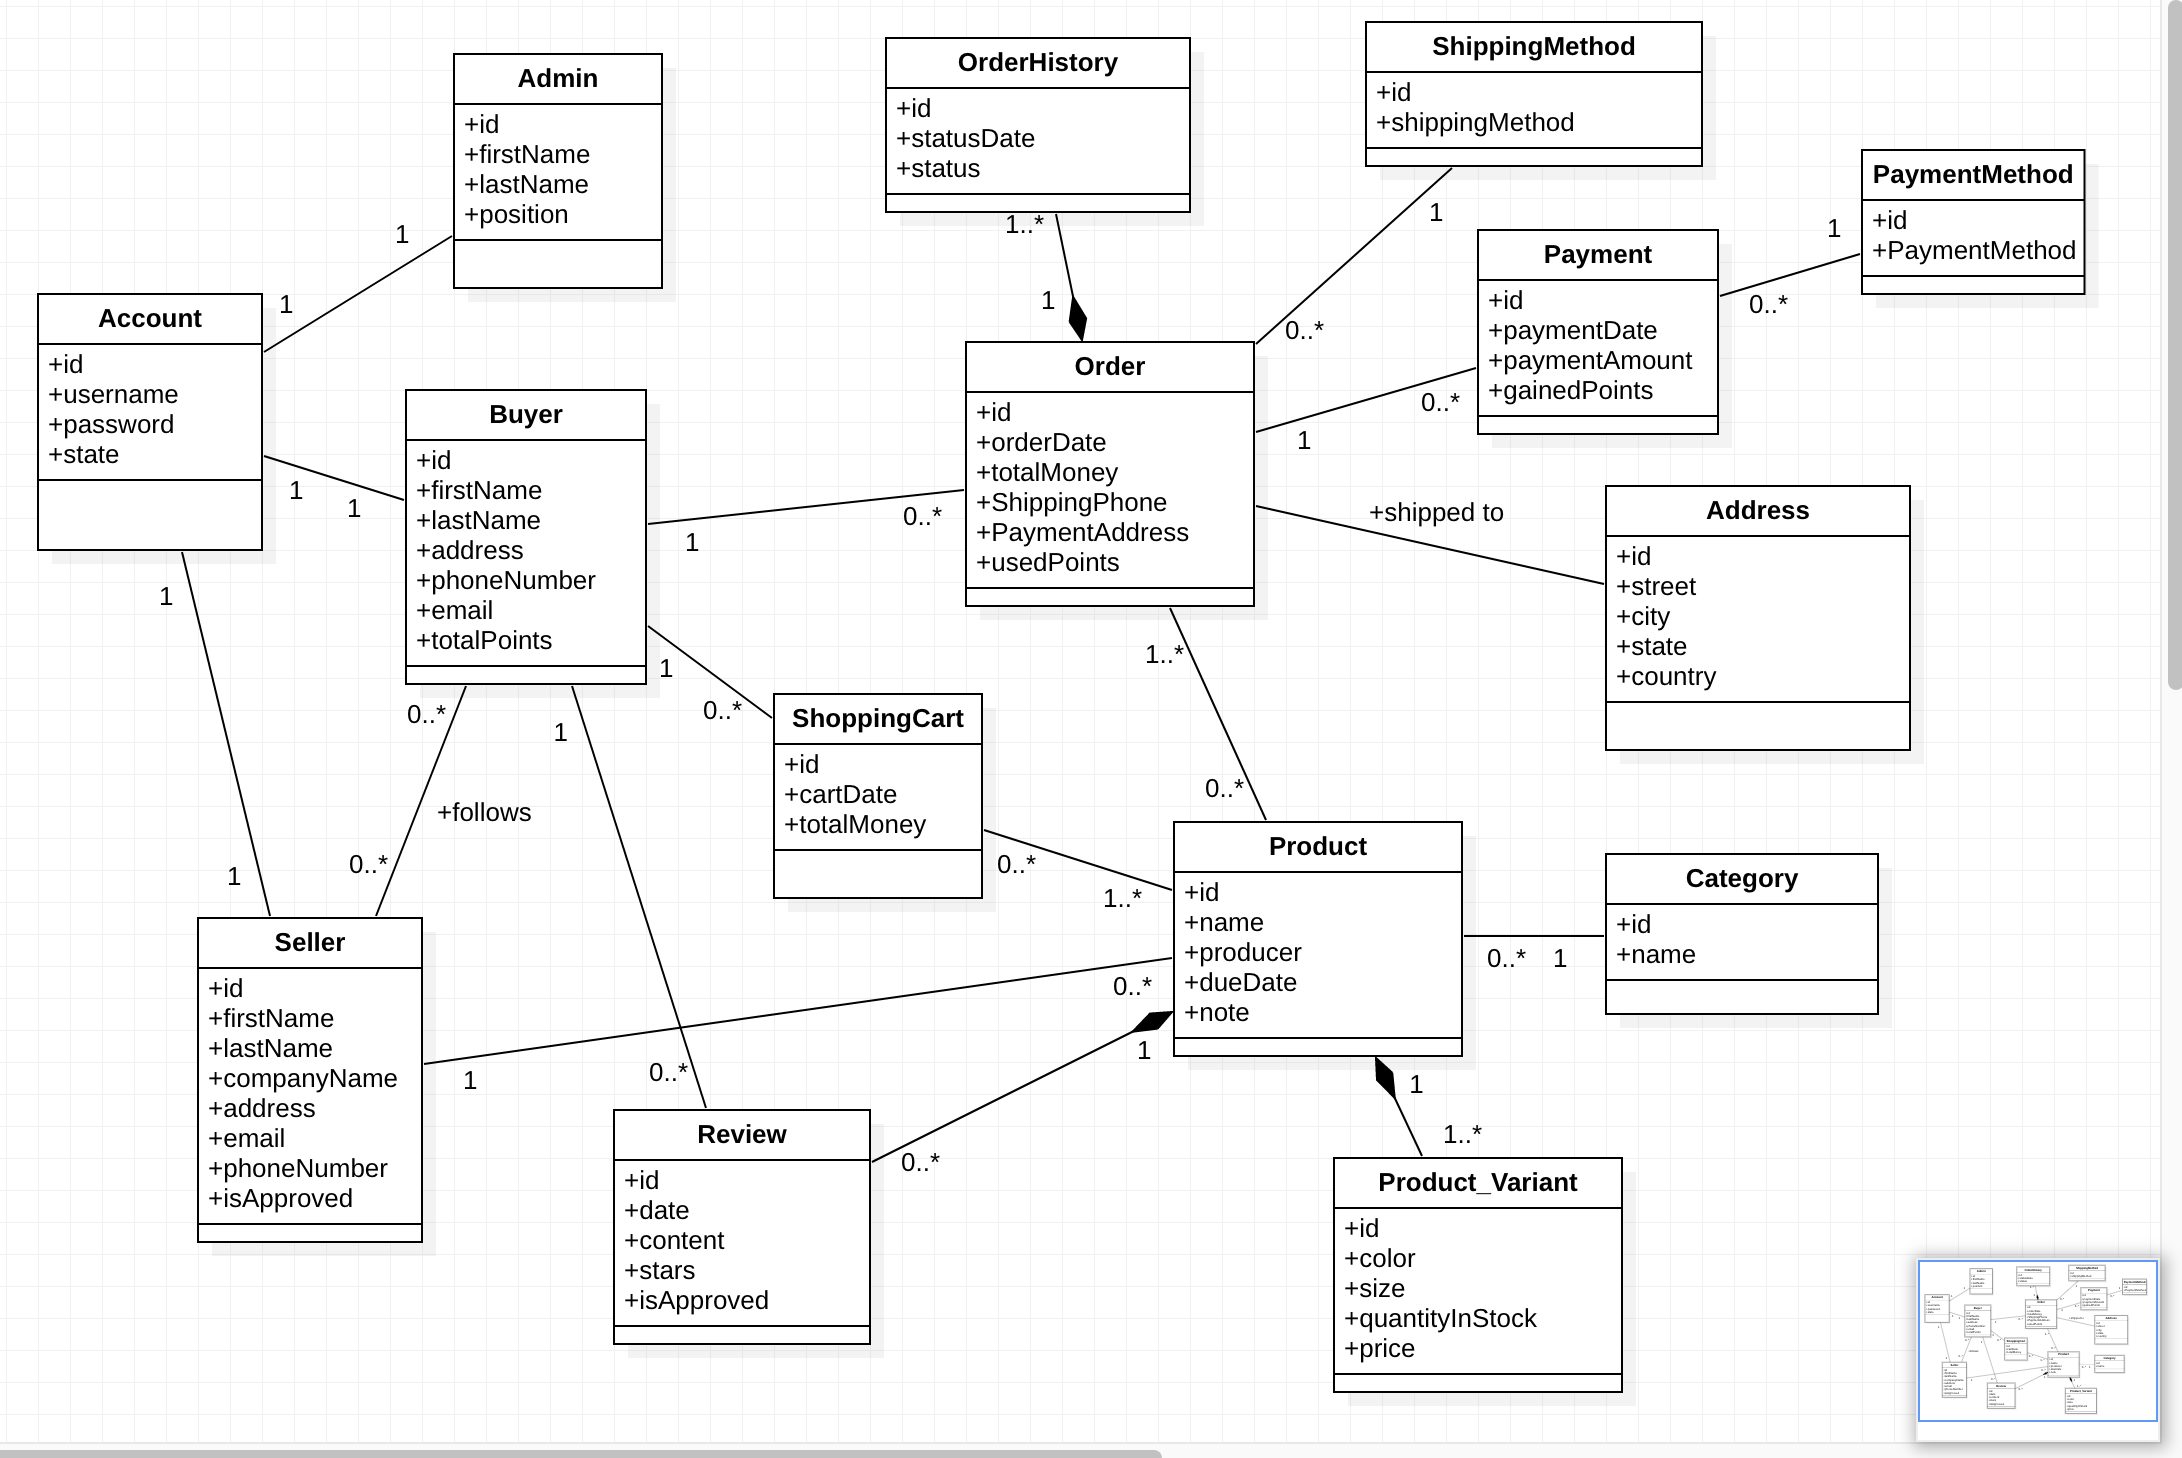 Admin
+id
+firstName
+lastName
+position
OrderHistory
+id
+statusDate
+status
ShippingMethod
+id
+shippingMethod
PaymentMethod
+id
+PaymentMethod
Payment
+id
+paymentDate
+paymentAmount
+gainedPoints
Account
+id
+username
+password
+state
Buyer
+id
+firstName
+lastName
+address
+phoneNumber
+email
+totalPoints
Order
+id
+orderDate
+totalMoney
+ShippingPhone
+PaymentAddress
+usedPoints
Address
+id
+street
+city
+state
+country
ShoppingCart
+id
+cartDate
+totalMoney
Product
+id
+name
+producer
+dueDate
+note
Category
+id
+name
Seller
+id
+firstName
+lastName
+companyName
+address
+email
+phoneNumber
+isApproved
Review
+id
+date
+content
+stars
+isApproved
Product_Variant
+id
+color
+size
+quantityInStock
+price
1
1
1
1
1
1
0..*
+follows
0..*
1
0..*
1
0..*
1
0..*
1..*
1
1
0..*
1
0..*
1
0..*
+shipped to
1..*
0..*
0..*
1..*
0..*
1
0..*
1
1
0..*
1
1..*